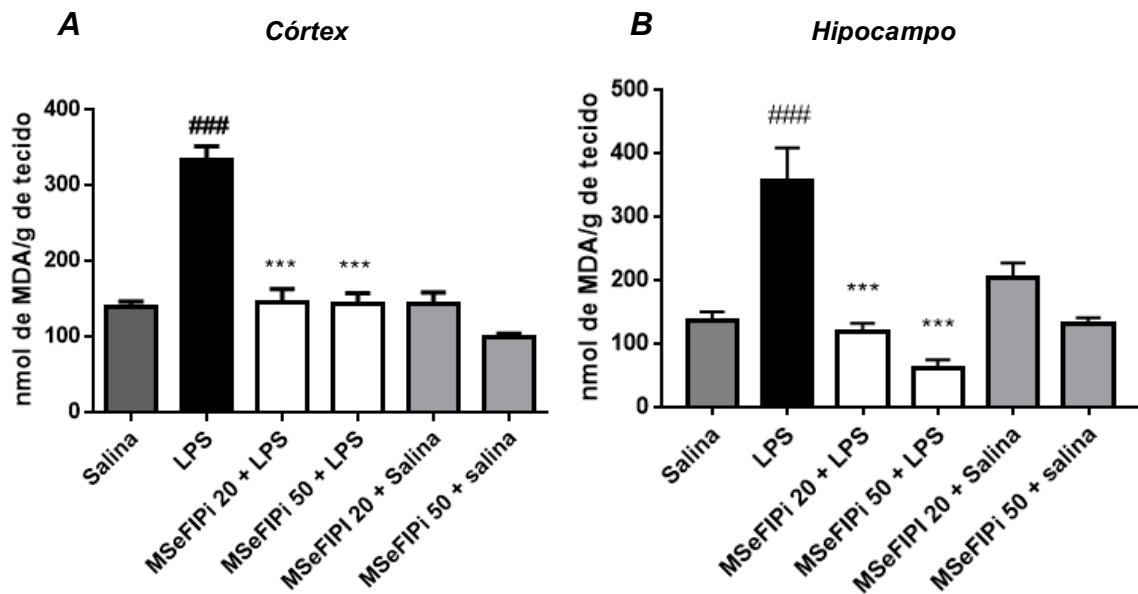 A
Córtex
nmol de MDA/g de tecido
400
300
200
100
0
###
***
***
Salina
LPS
MSeFIPi 20 + LPS
MSeFIPi 50 + LPS
MSeFIPI 20 + Salina
MSeFIPi 50 + salina
B
Hipocampo
nmol de MDA/g de tecido
500
400
300
200
100
0
###
***
***
Salina
LPS
MSeFIPi 20 + LPS
MSeFIPi 50 + LPS
MSeFIPI 20 + Salina
MSeFIPi 50 + salina